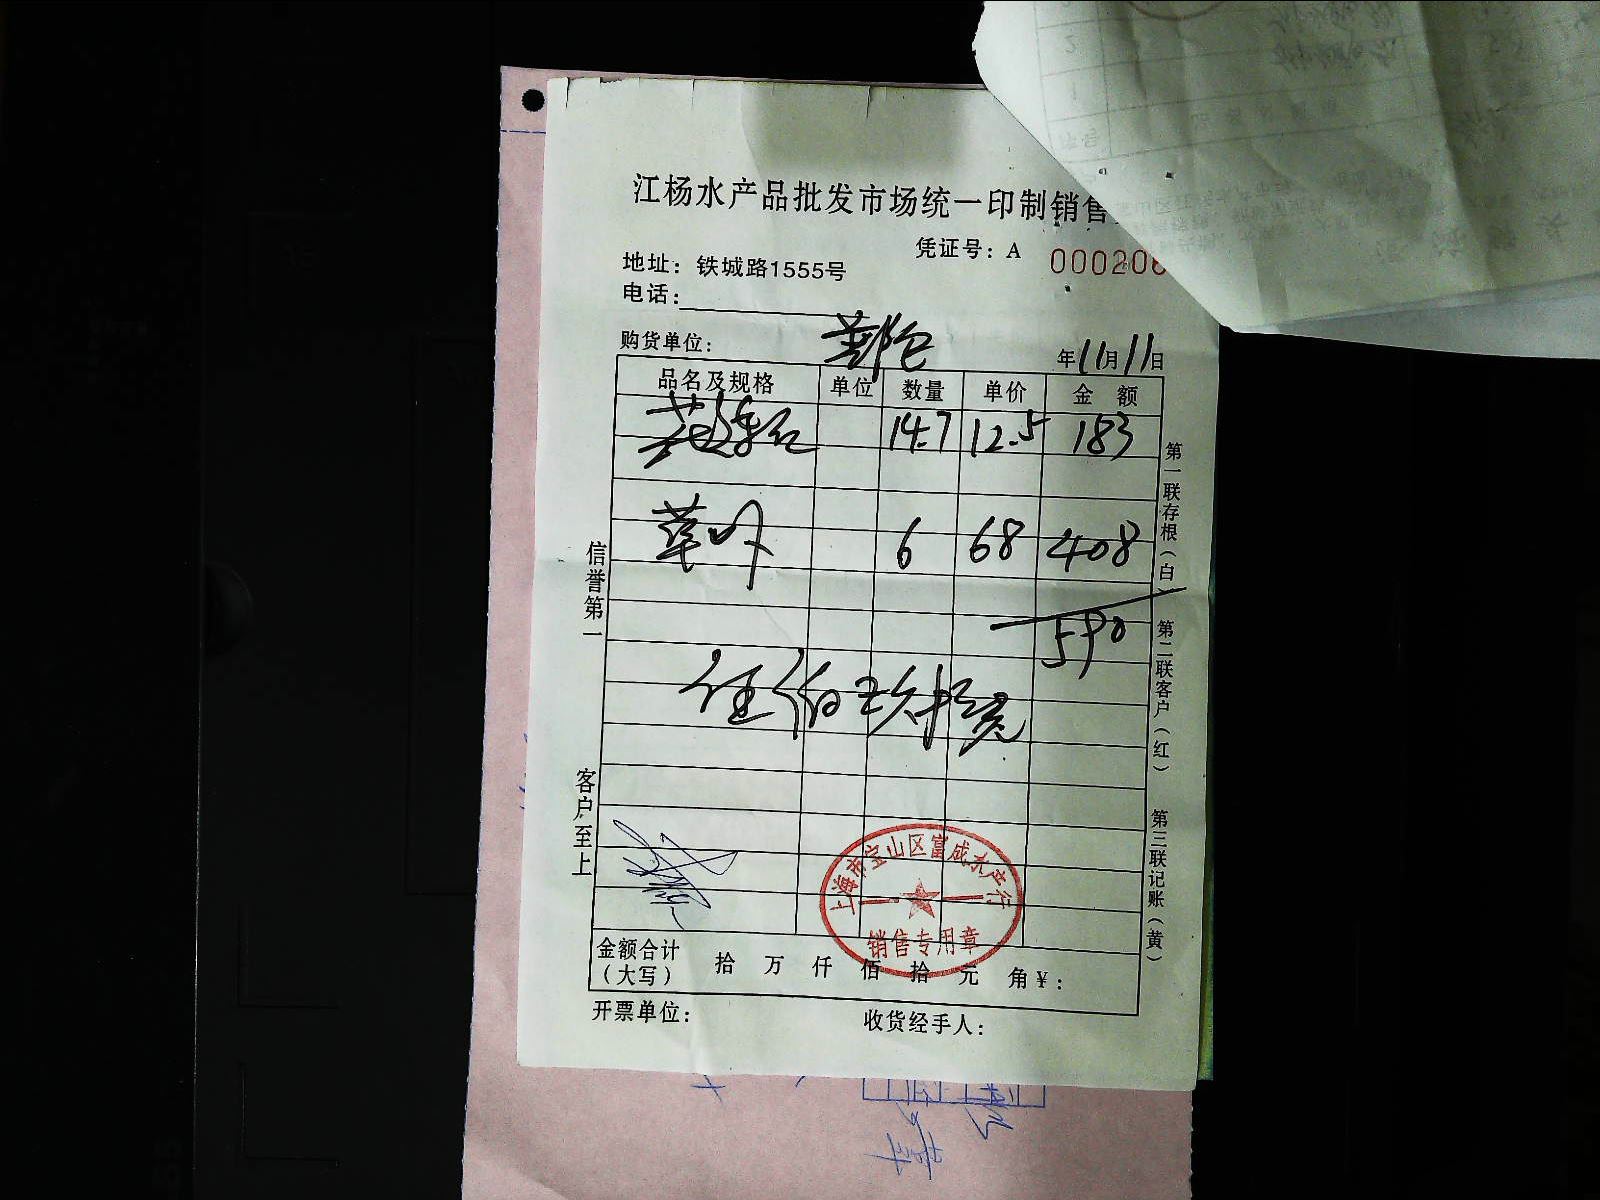 江杨水产品批发市场统一印制销售
凭证号：A 000206
地址：铁城路1555号
电话：
购货单位：
年11月11日
品名及规格 单位 数量 单价 金额
14.7 12.5 183
草虾 6 68 408
590
信誉第一
客户至上
第一联存根（白） 第二联客户（红） 第三联记账（黄）
上海市宝山区富成水产行
销售专用章
金额合计（大写） 拾 万 仟 佰 拾 元 角 ¥：
开票单位： 收货经手人：